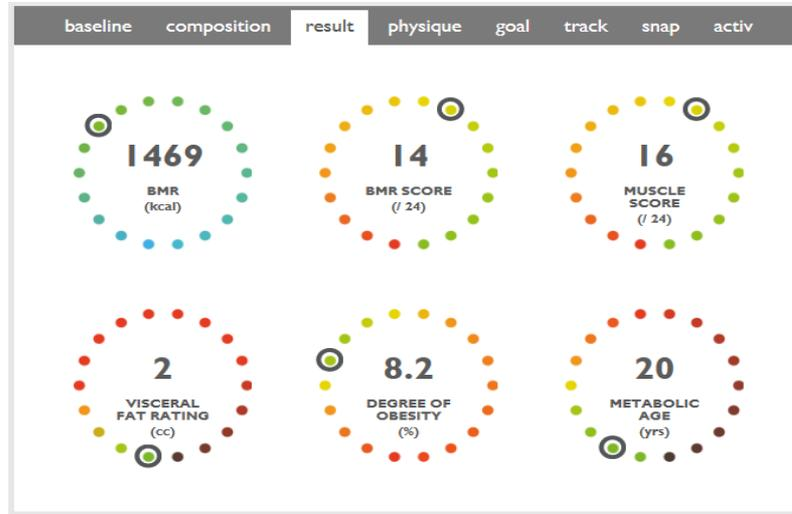 baseline composition result physique goal track snap activ
1469
BMR
(kcal)
14
BMR SCORE
(/ 24)
16
MUSCLE
SCORE
(/ 24)
2
VISCERAL
FAT RATING
(cc)
8.2
DEGREE OF
OBESITY
(%)
20
METABOLIC
AGE
(yrs)